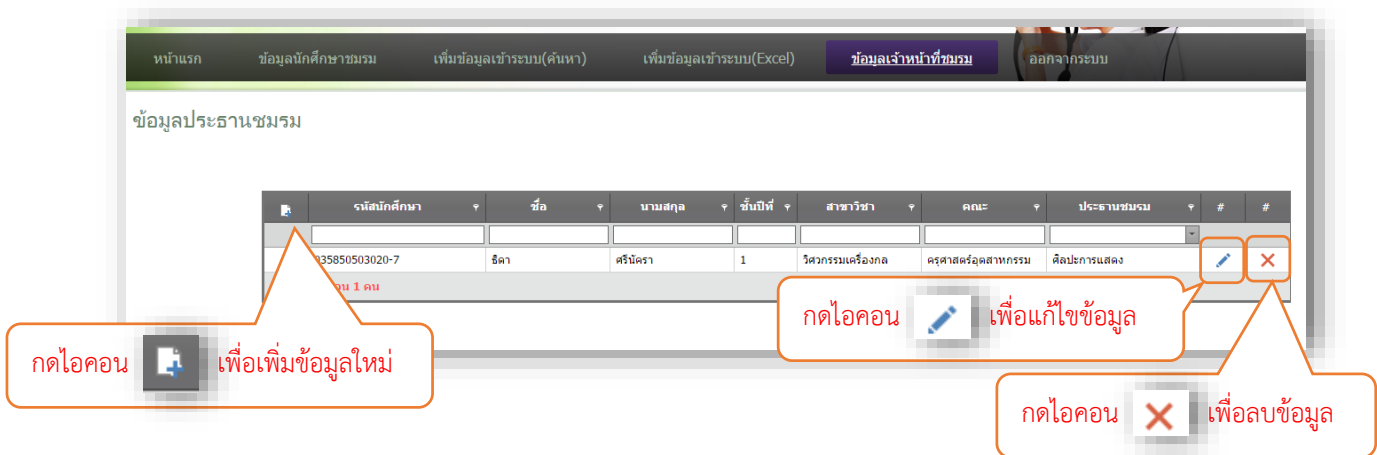 หน้าแรก ข้อมูลนักศึกษาชมรม เพิ่มข้อมูลเข้าระบบ(ค้นหา) เพิ่มข้อมูลเข้าระบบ(Excel) ข้อมูลเจ้าหน้าที่ชมรม ออกจากระบบ
ข้อมูลประธานชมรม
รหัสนักศึกษา ชื่อ นามสกุล ชั้นปีที่ สาขาวิชา คณะ ประธานชมรม # #
035850503020-7 ธิดา ศรีนัครา 1 วิศวกรรมเครื่องกล ครุศาสตร์อุตสาหกรรม ศิลปะการแสดง
1 คน
กดไอคอน เพื่อแก้ไขข้อมูล
กดไอคอน เพื่อเพิ่มข้อมูลใหม่
กดไอคอน เพื่อลบข้อมูล